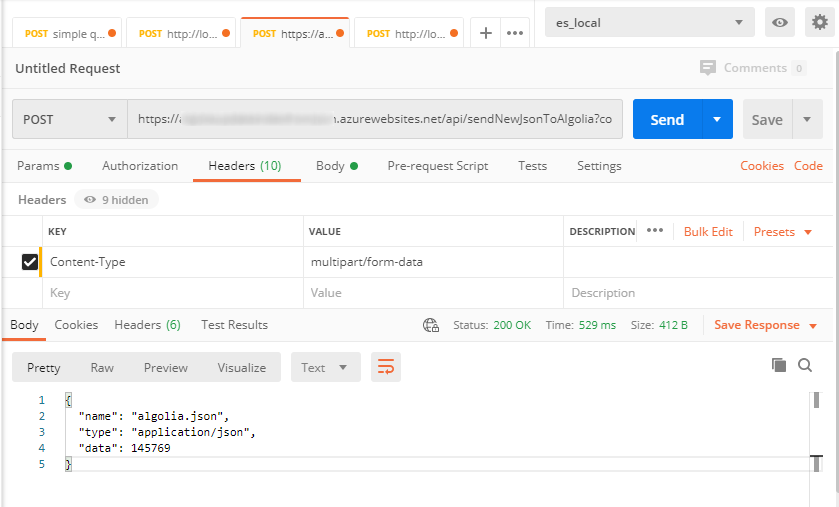 POST simple q...
POST http://lo...
POST https://a...
POST http://lo...
+ •••
es_local
Untitled Request
Comments 0
POST
https://
n.azurewebsites.net/api/sendNewJsonToAlgolia?co
Send
Save
Params
Authorization
Headers (10)
Body
Pre-request Script
Tests
Settings
Cookies
Code
Headers
9 hidden
KEY
VALUE
DESCRIPTION
•••
Bulk Edit
Presets
Content-Type
multipart/form-data
Key
Value
Description
Body
Cookies
Headers (6)
Test Results
Status: 200 OK
Time: 529 ms
Size: 412 B
Save Response
Pretty
Raw
Preview
Visualize
Text
1 {
2 "name": "algolia.json",
3 "type": "application/json",
4 "data": 145769
5 }